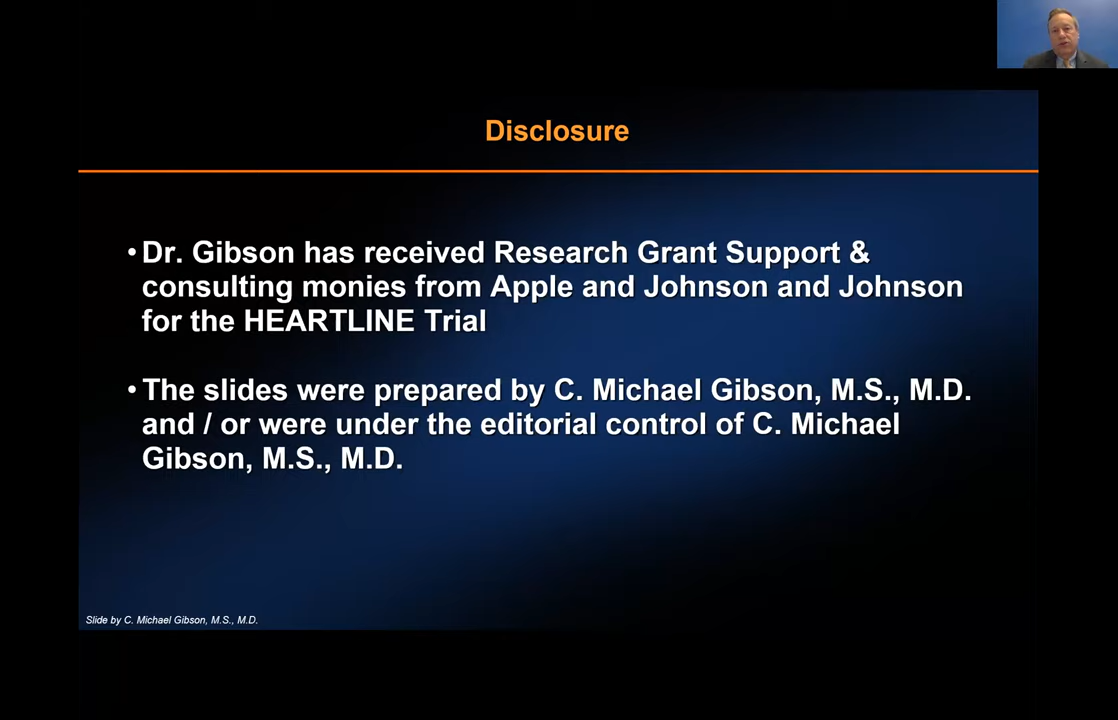 Disclosure
• Dr. Gibson has received Research Grant Support &
consulting monies from Apple and Johnson and Johnson
for the HEARTLINE Trial
• The slides were prepared by C. Michael Gibson, M.S., M.D.
and / or were under the editorial control of C. Michael
Gibson, M.S., M.D.
Slide by C. Michael Gibson, M.S., M.D.